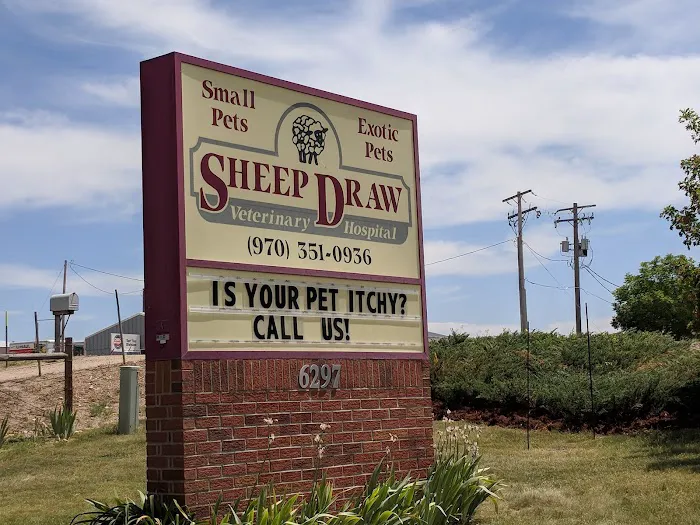 Small Pets
Exotic Pets
SHEEP DRAW
Veterinary Hospital
(970) 351-0936
IS YOUR PET ITCHY?
CALL US!
6297